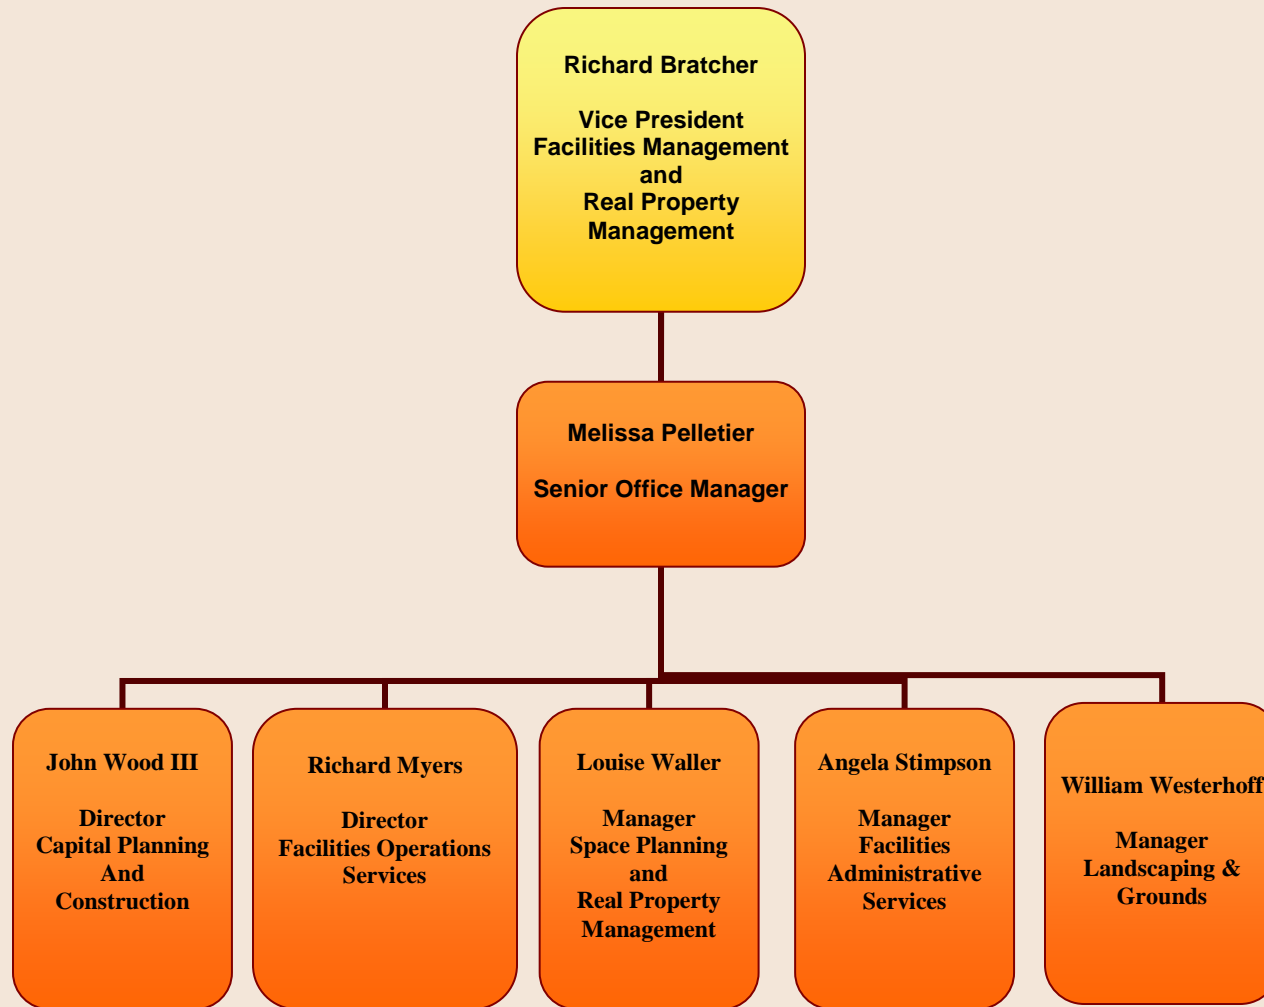 Richard Bratcher
Vice President
Facilities Management
and
Real Property
Management
Melissa Pelletier
Senior Office Manager
John Wood III
Director
Capital Planning
And
Construction
Richard Myers
Director
Facilities Operations
Services
Louise Waller
Manager
Space Planning
and
Real Property
Management
Angela Stimpson
Manager
Facilities
Administrative
Services
William Westerhoff
Manager
Landscaping &
Grounds